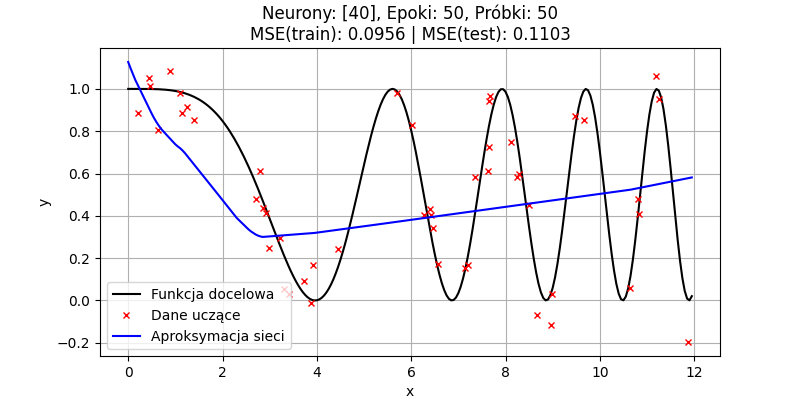 Neurony: [40], Epoki: 50, Próbki: 50
MSE(train): 0.0956 | MSE(test): 0.1103
y
1.0
0.8
0.6
0.4
0.2
0.0
−0.2
Funkcja docelowa
Dane uczące
Aproksymacja sieci
0 2 4 6 8 10 12
x